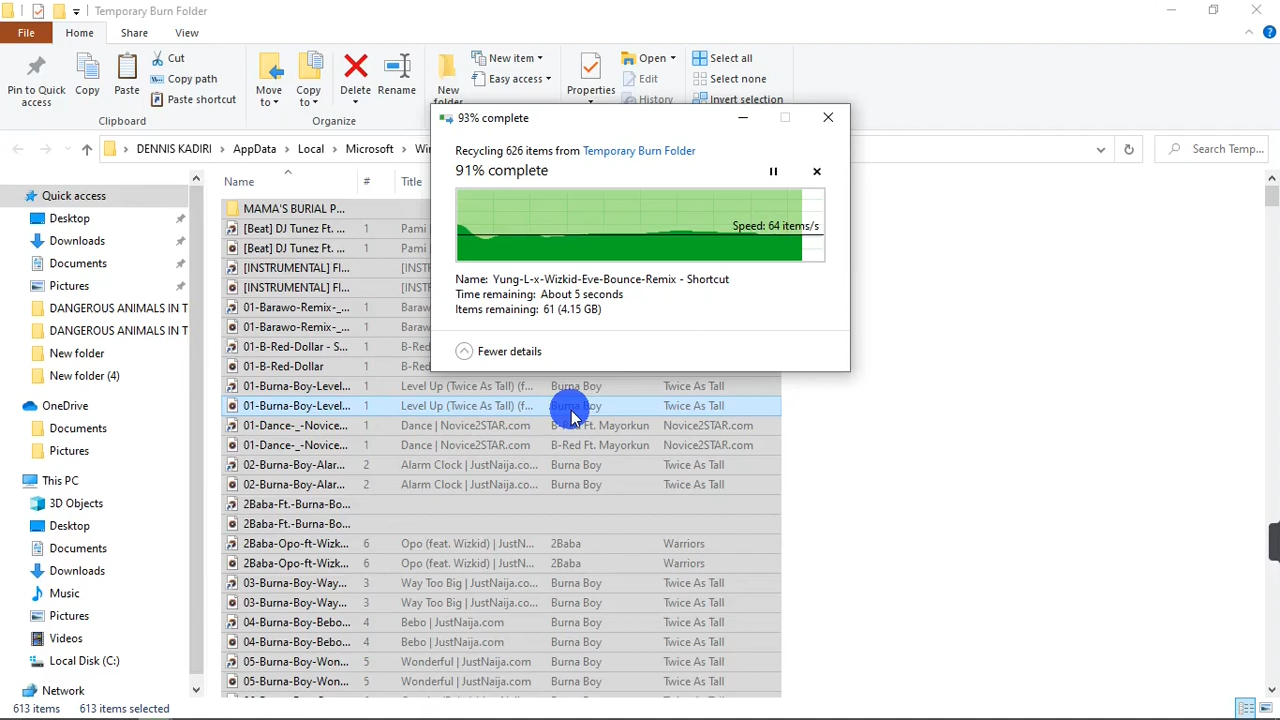 Temporary Burn Folder
File Home Share View
Pin to Quick access
Copy
Paste
Cut
Copy path
Paste shortcut
Clipboard
Move to
Copy to
Delete
Rename
Organize
New folder
New item
Easy access
Properties
Open
Edit
History
Select all
Select none
Invert selection
DENNIS KADIRI AppData Local Microsoft Win
Search Temp...
93% complete
Recycling 626 items from Temporary Burn Folder
91% complete
Speed: 64 items/s
Name: Yung-L-x-Wizkid-Eve-Bounce-Remix - Shortcut
Time remaining: About 5 seconds
Items remaining: 61 (4.15 GB)
Fewer details
Quick access
Desktop
Downloads
Documents
Pictures
DANGEROUS ANIMALS IN T
DANGEROUS ANIMALS IN T
New folder
New folder (4)
OneDrive
Documents
Pictures
This PC
3D Objects
Desktop
Documents
Downloads
Music
Pictures
Videos
Local Disk (C:)
Network
Name # Title
MAMA'S BURIAL P...
[Beat] DJ Tunez Ft. ... Pami
[Beat] DJ Tunez Ft. ... Pami
[INSTRUMENTAL] Fl... [INST
[INSTRUMENTAL] Fl... [INST
01-Barawo-Remix-_... 1 Baraw
01-Barawo-Remix-_... 1 Baraw
01-B-Red-Dollar - S... 1 B-Red
01-B-Red-Dollar 1 B-Red
01-Burna-Boy-Level... 1 Level Up (Twice As Tall) (f... Burna Boy Twice As Tall
01-Burna-Boy-Level... 1 Level Up (Twice As Tall) (f... Burna Boy Twice As Tall
01-Dance-_-Novice... 1 Dance | Novice2STAR.com B-Red Ft. Mayorkun Novice2STAR.com
01-Dance-_-Novice... 1 Dance | Novice2STAR.com B-Red Ft. Mayorkun Novice2STAR.com
02-Burna-Boy-Alar... 2 Alarm Clock | JustNaija.com Burna Boy Twice As Tall
02-Burna-Boy-Alar... 2 Alarm Clock | JustNaija.com Burna Boy Twice As Tall
2Baba-Ft.-Burna-Bo...
2Baba-Ft.-Burna-Bo...
2Baba-Opo-ft-Wizk... 6 Opo (feat. Wizkid) | JustN... 2Baba Warriors
2Baba-Opo-ft-Wizk... 6 Opo (feat. Wizkid) | JustN... 2Baba Warriors
03-Burna-Boy-Way... 3 Way Too Big | JustNaija.co... Burna Boy Twice As Tall
03-Burna-Boy-Way... 3 Way Too Big | JustNaija.co... Burna Boy Twice As Tall
04-Burna-Boy-Bebo... 4 Bebo | JustNaija.com Burna Boy Twice As Tall
04-Burna-Boy-Bebo... 4 Bebo | JustNaija.com Burna Boy Twice As Tall
05-Burna-Boy-Won... 5 Wonderful | JustNaija.com Burna Boy Twice As Tall
05-Burna-Boy-Won... 5 Wonderful | JustNaija.com Burna Boy Twice As Tall
613 items 613 items selected